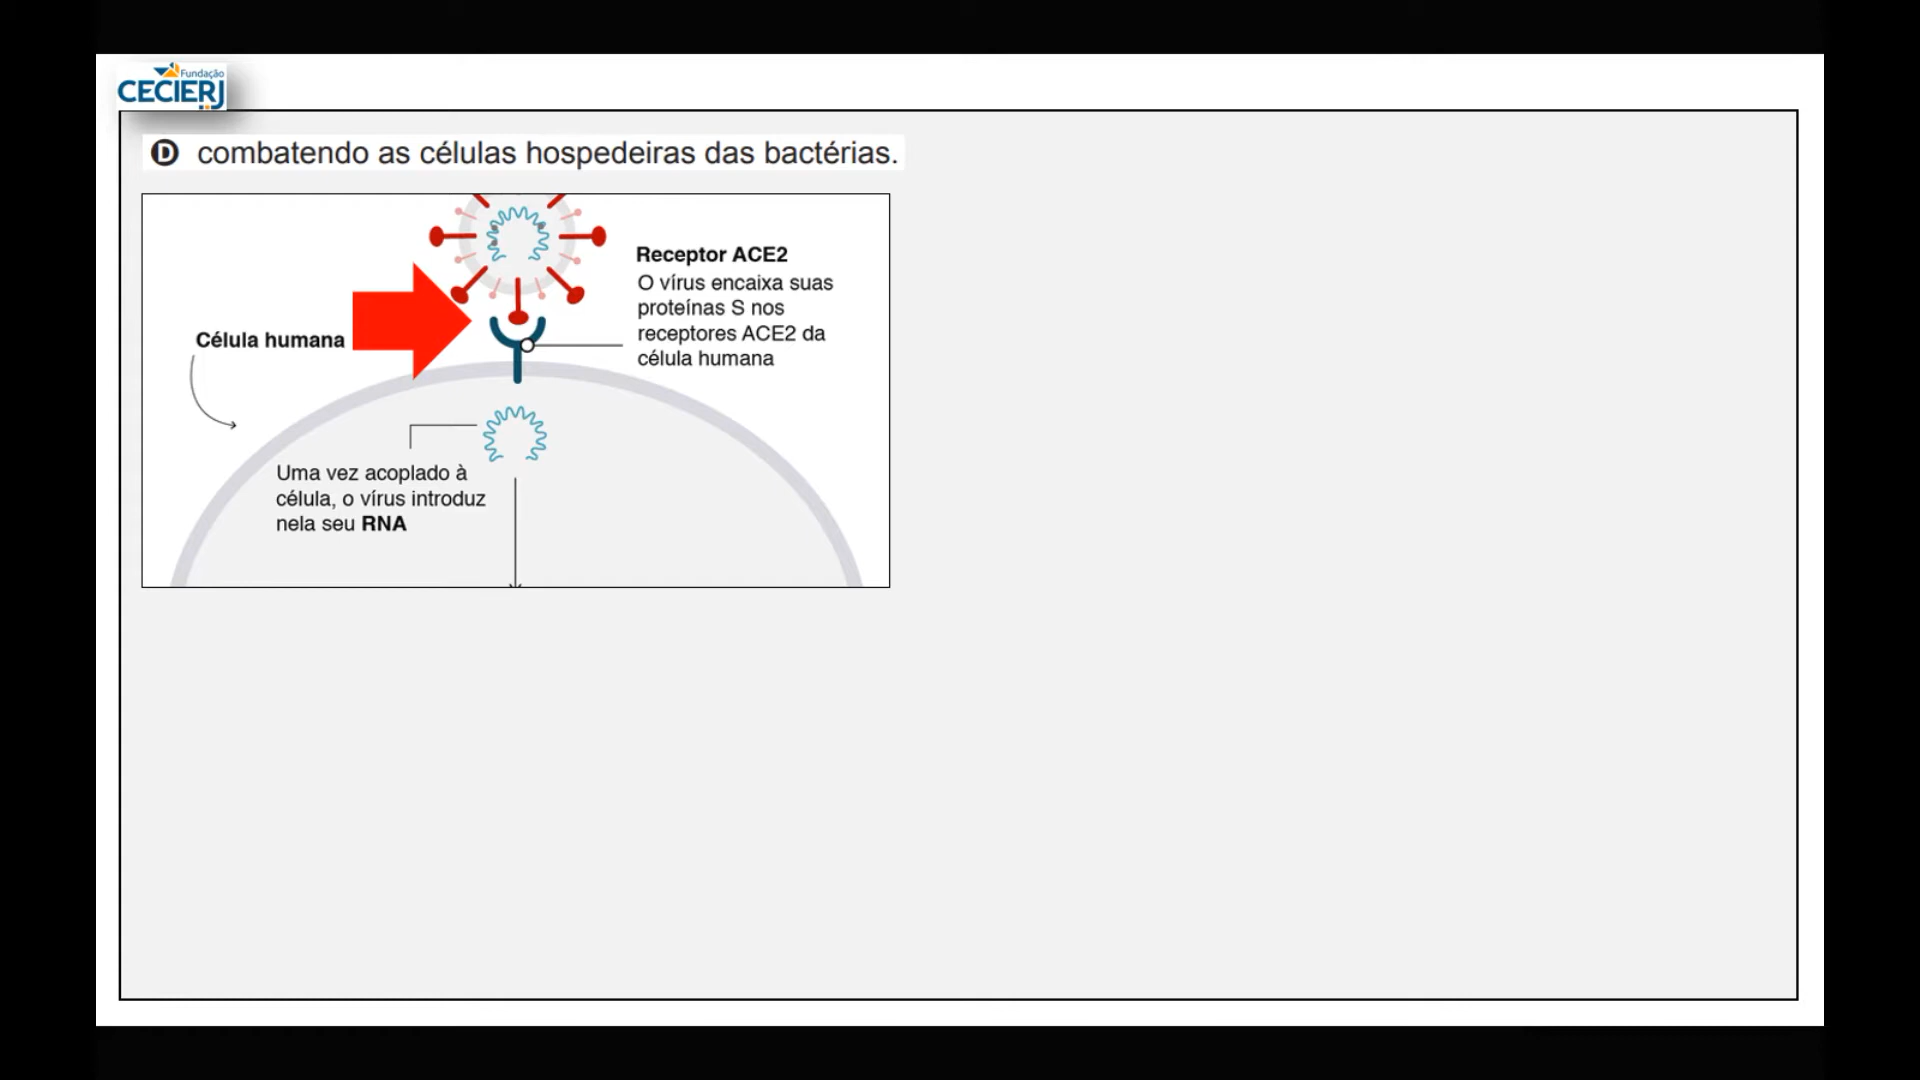 Fundação
CECIERJ
D combatendo as células hospedeiras das bactérias.
Receptor ACE2
O vírus encaixa suas
proteínas S nos
receptores ACE2 da
célula humana
Célula humana
Uma vez acoplado à
célula, o vírus introduz
nela seu RNA